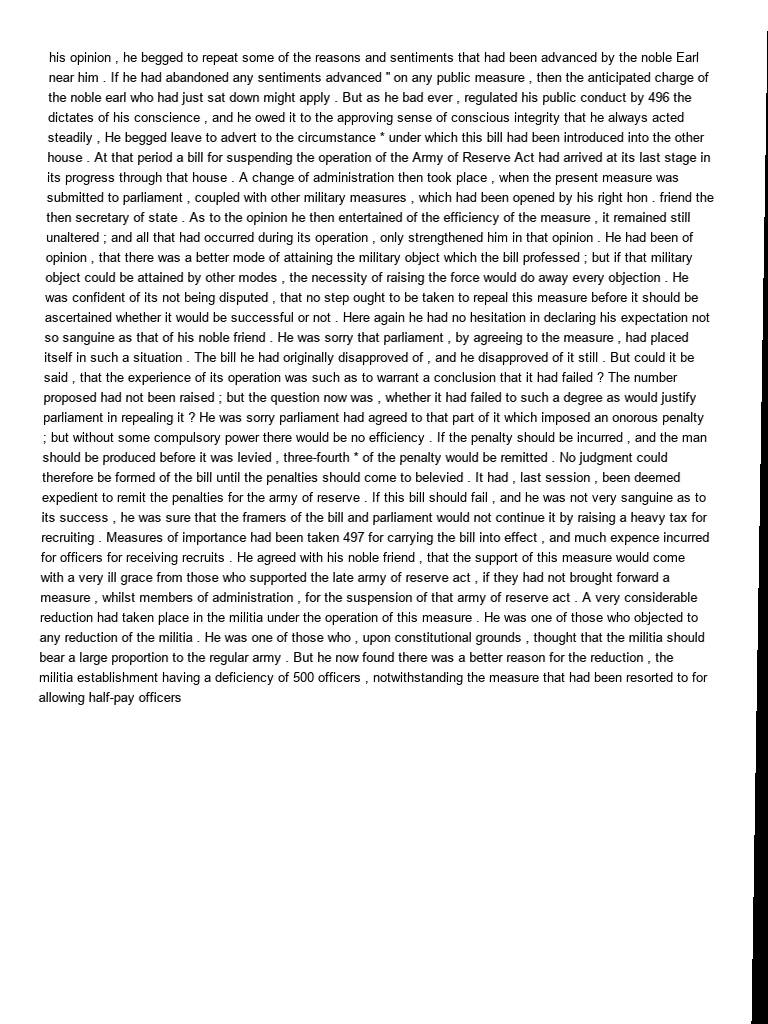 his opinion , he begged to repeat some of the reasons and sentiments that had been advanced by the noble Earl
near him . If he had abandoned any sentiments advanced " on any public measure , then the anticipated charge of
the noble earl who had just sat down might apply . But as he bad ever , regulated his public conduct by 496 the
dictates of his conscience , and he owed it to the approving sense of conscious integrity that he always acted
steadily , He begged leave to advert to the circumstance * under which this bill had been introduced into the other
house . At that period a bill for suspending the operation of the Army of Reserve Act had arrived at its last stage in
its progress through that house . A change of administration then took place , when the present measure was
submitted to parliament , coupled with other military measures , which had been opened by his right hon . friend the
then secretary of state . As to the opinion he then entertained of the efficiency of the measure , it remained still
unaltered ; and all that had occurred during its operation , only strengthened him in that opinion . He had been of
opinion , that there was a better mode of attaining the military object which the bill professed ; but if that military
object could be attained by other modes , the necessity of raising the force would do away every objection . He
was confident of its not being disputed , that no step ought to be taken to repeal this measure before it should be
ascertained whether it would be successful or not . Here again he had no hesitation in declaring his expectation not
so sanguine as that of his noble friend . He was sorry that parliament , by agreeing to the measure , had placed
itself in such a situation . The bill he had originally disapproved of , and he disapproved of it still . But could it be
said , that the experience of its operation was such as to warrant a conclusion that it had failed ? The number
proposed had not been raised ; but the question now was , whether it had failed to such a degree as would justify
parliament in repealing it ? He was sorry parliament had agreed to that part of it which imposed an onorous penalty
; but without some compulsory power there would be no efficiency . If the penalty should be incurred , and the man
should be produced before it was levied , three-fourth * of the penalty would be remitted . No judgment could
therefore be formed of the bill until the penalties should come to belevied . It had , last session , been deemed
expedient to remit the penalties for the army of reserve . If this bill should fail , and he was not very sanguine as to
its success , he was sure that the framers of the bill and parliament would not continue it by raising a heavy tax for
recruiting . Measures of importance had been taken 497 for carrying the bill into effect , and much expence incurred
for officers for receiving recruits . He agreed with his noble friend , that the support of this measure would come
with a very ill grace from those who supported the late army of reserve act , if they had not brought forward a
measure , whilst members of administration , for the suspension of that army of reserve act . A very considerable
reduction had taken place in the militia under the operation of this measure . He was one of those who objected to
any reduction of the militia . He was one of those who , upon constitutional grounds , thought that the militia should
bear a large proportion to the regular army . But he now found there was a better reason for the reduction , the
militia establishment having a deficiency of 500 officers , notwithstanding the measure that had been resorted to for
allowing half-pay officers